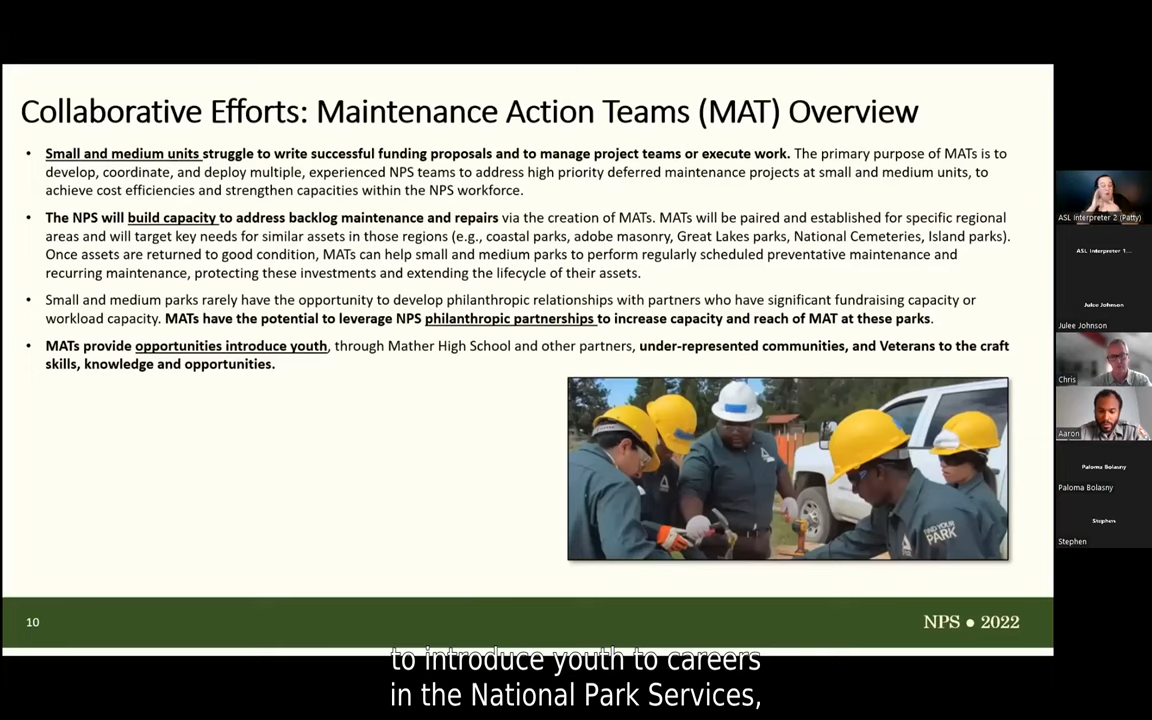 Collaborative Efforts: Maintenance Action Teams (MAT) Overview
• Small and medium units struggle to write successful funding proposals and to manage project teams or execute work. The primary purpose of MATs is to
develop, coordinate, and deploy multiple, experienced NPS teams to address high priority deferred maintenance projects at small and medium units, to
achieve cost efficiencies and strengthen capacities within the NPS workforce.
• The NPS will build capacity to address backlog maintenance and repairs via the creation of MATs. MATs will be paired and established for specific regional
areas and will target key needs for similar assets in those regions (e.g., coastal parks, adobe masonry, Great Lakes parks, National Cemeteries, Island parks).
Once assets are returned to good condition, MATs can help small and medium parks to perform regularly scheduled preventative maintenance and
recurring maintenance, protecting these investments and extending the lifecycle of their assets.
• Small and medium parks rarely have the opportunity to develop philanthropic relationships with partners who have significant fundraising capacity or
workload capacity. MATs have the potential to leverage NPS philanthropic partnerships to increase capacity and reach of MAT at these parks.
• MATs provide opportunities introduce youth, through Mather High School and other partners, under-represented communities, and Veterans to the craft
skills, knowledge and opportunities.
FIND YOUR
PARK
10
NPS • 2022
to introduce youth to careers
in the National Park Services,
ASL Interpreter 2 (Patty)
ASL Interpreter 1...
Julee Johnson
Julee Johnson
Chris
Aaron
Paloma Bolasny
Paloma Bolasny
Stephen
Stephen